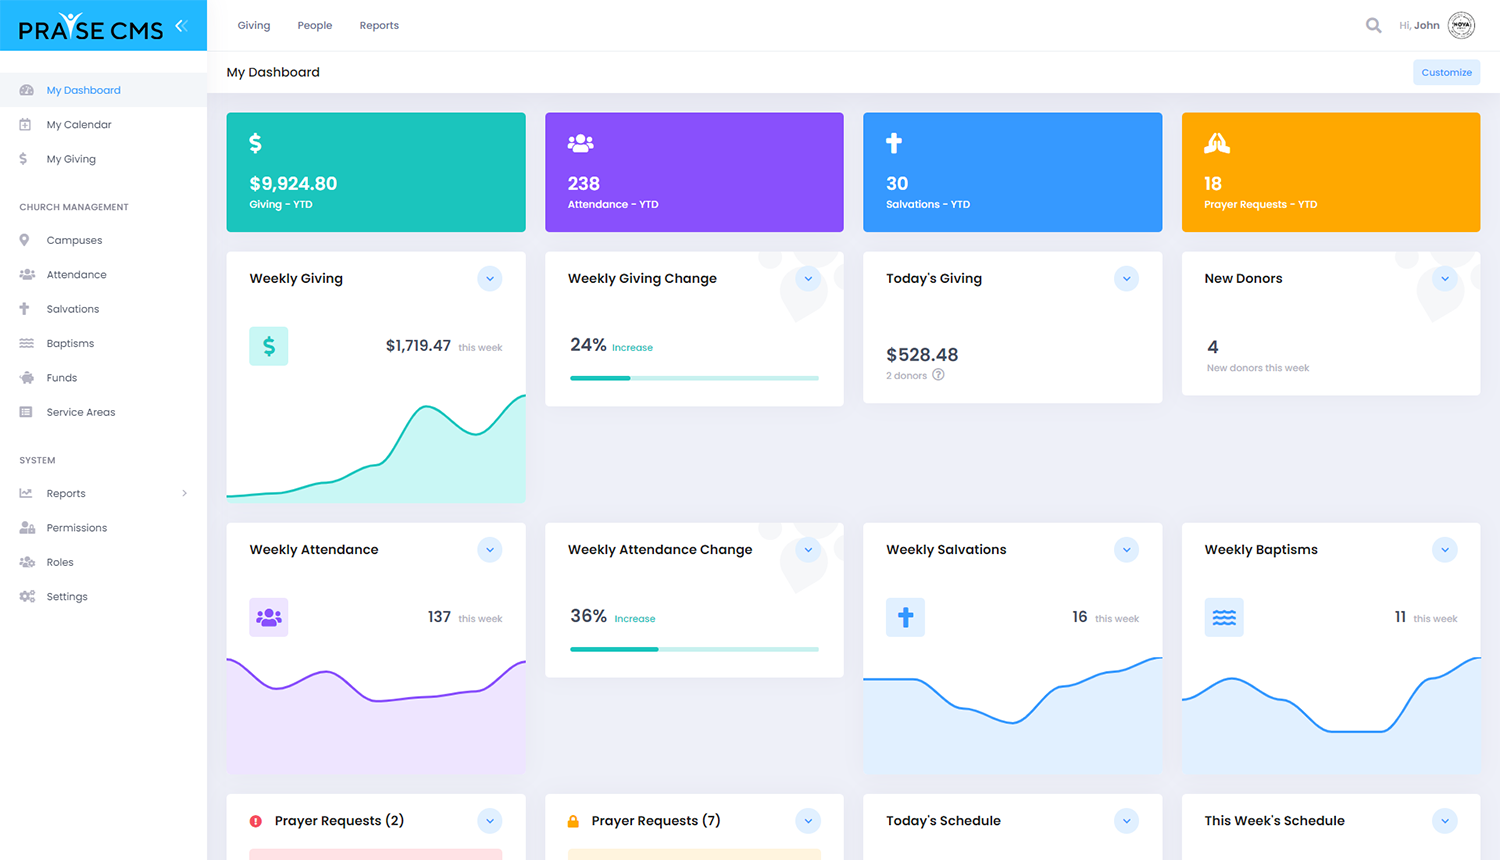 PRAISE CMS
Giving People Reports
Hi, John
NOVA
My Dashboard
Customize
My Dashboard
My Calendar
My Giving
CHURCH MANAGEMENT
Campuses
Attendance
Salvations
Baptisms
Funds
Service Areas
SYSTEM
Reports
Permissions
Roles
Settings
$9,924.80
Giving - YTD
238
Attendance - YTD
30
Salvations - YTD
18
Prayer Requests - YTD
Weekly Giving
$1,719.47 this week
Weekly Giving Change
24% Increase
Today's Giving
$528.48
2 donors
New Donors
4
New donors this week
Weekly Attendance
137 this week
Weekly Attendance Change
36% Increase
Weekly Salvations
16 this week
Weekly Baptisms
11 this week
Prayer Requests (2)
Prayer Requests (7)
Today's Schedule
This Week's Schedule